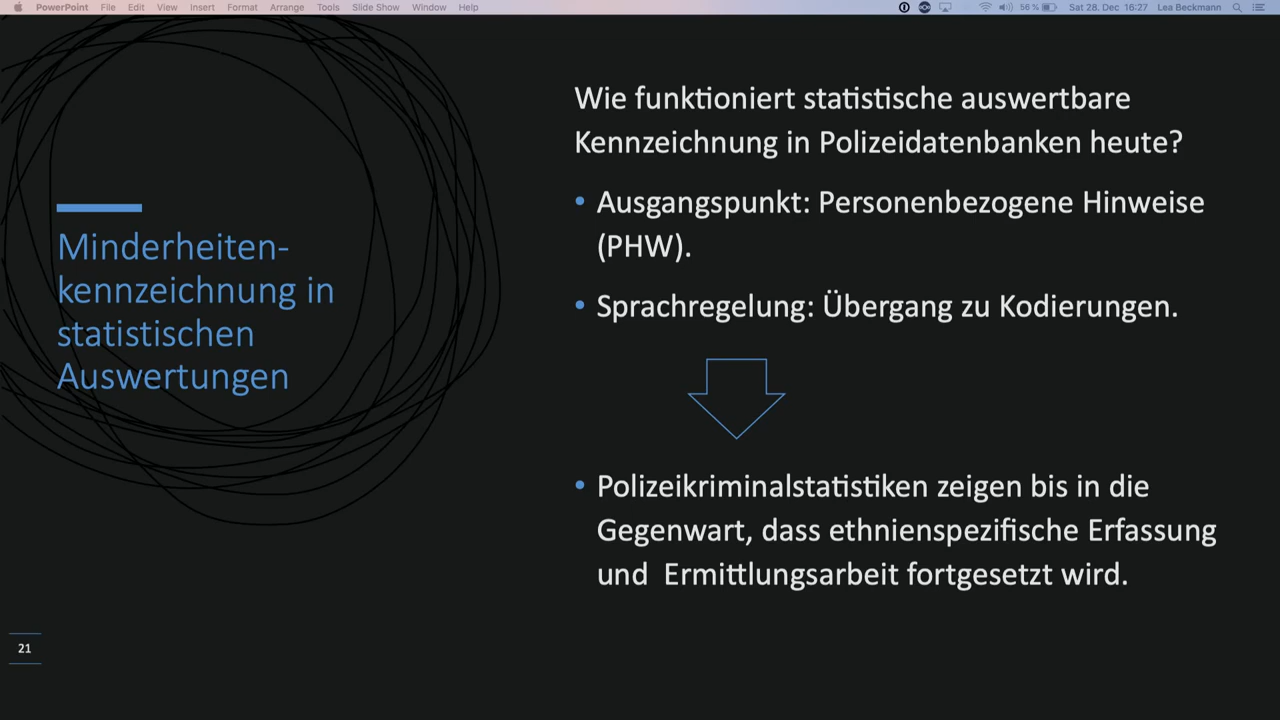 PowerPoint File Edit View Insert Format Arrange Tools Slide Show Window Help 56 % Sat 28. Dec 16:27 Lea Beckmann
Minderheiten-
kennzeichnung in
statistischen
Auswertungen
21
Wie funktioniert statistische auswertbare
Kennzeichnung in Polizeidatenbanken heute?
• Ausgangspunkt: Personenbezogene Hinweise
(PHW).
• Sprachregelung: Übergang zu Kodierungen.
• Polizeikriminalstatistiken zeigen bis in die
Gegenwart, dass ethnienspezifische Erfassung
und Ermittlungsarbeit fortgesetzt wird.